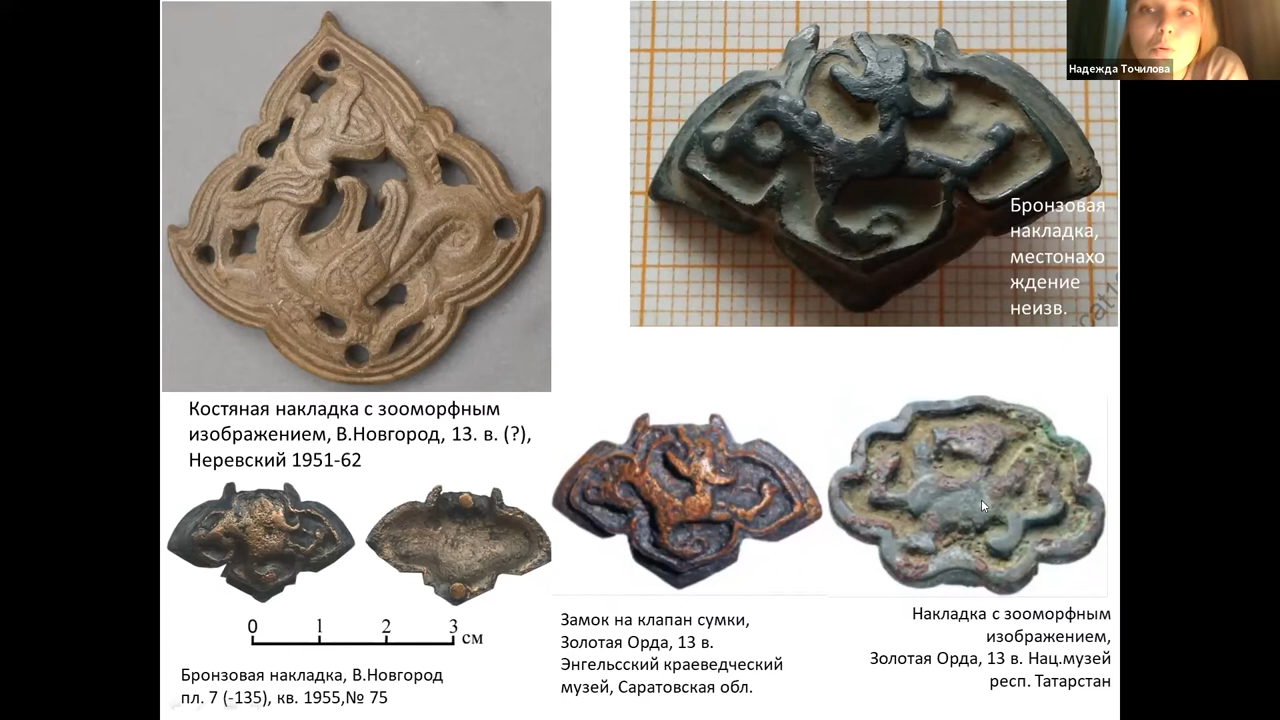 Надежда Точилова
Бронзовая
накладка,
местонахо
ждение
неизв.
Костяная накладка с зооморфным
изображением, В.Новгород, 13. в. (?),
Неревский 1951-62
0 1 2 3 см
Бронзовая накладка, В.Новгород
пл. 7 (-135), кв. 1955,№ 75
Замок на клапан сумки,
Золотая Орда, 13 в.
Энгельсский краеведческий
музей, Саратовская обл.
Накладка с зооморфным
изображением,
Золотая Орда, 13 в. Нац.музей
респ. Татарстан